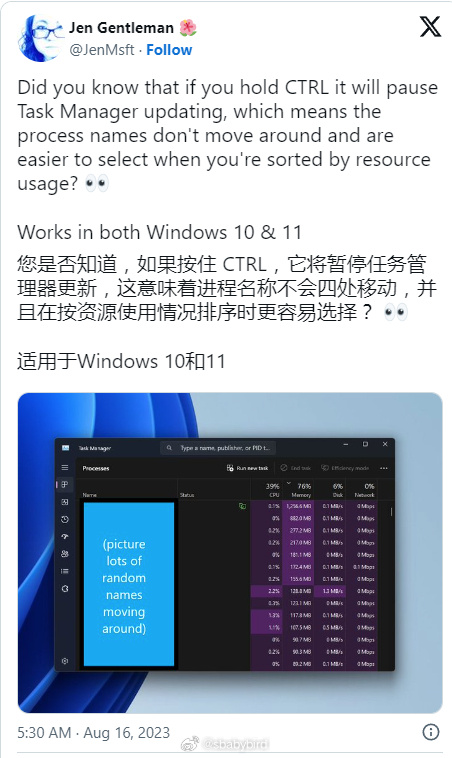 Jen Gentleman 🌺
@JenMsft · Follow
Did you know that if you hold CTRL it will pause
Task Manager updating, which means the
process names don't move around and are
easier to select when you're sorted by resource
usage? 👀
Works in both Windows 10 & 11
您是否知道，如果按住 CTRL，它将暂停任务管
理器更新，这意味着进程名称不会四处移动，并
且在按资源使用情况排序时更容易选择？ 👀
适用于Windows 10和11
Task Manager
Type a name, publisher, or PID t...
Processes
Run new task
End task
Efficiency mode
...
39% 76% 6% 0%
Name Status CPU Memory Disk Network
(picture
lots of
random
names
moving
around)
0.1% 1,256.6 MB 0.1 MB/s 0 Mbps
0% 882.0 MB 0.1 MB/s 0 Mbps
0.2% 277.2 MB 0.1 MB/s 0 Mbps
0.2% 217.0 MB 0.1 MB/s 0 Mbps
0% 181.1 MB 0 MB/s 0 Mbps
0.1% 172.4 MB 0.1 MB/s 0.1 Mbps
0.2% 155.6 MB 0.1 MB/s 0 Mbps
2.2% 128.8 MB 1.3 MB/s 0 Mbps
0.3% 123.1 MB 0 MB/s 0 Mbps
1.3% 117.8 MB 0.1 MB/s 0 Mbps
1.1% 107.5 MB 0.5 MB/s 0 Mbps
0% 90.7 MB 0 MB/s 0 Mbps
0.2% 90.3 MB 0 MB/s 0 Mbps
0% 89.2 MB 0.1 MB/s 0 Mbps
5:30 AM · Aug 16, 2023
@sbabybird